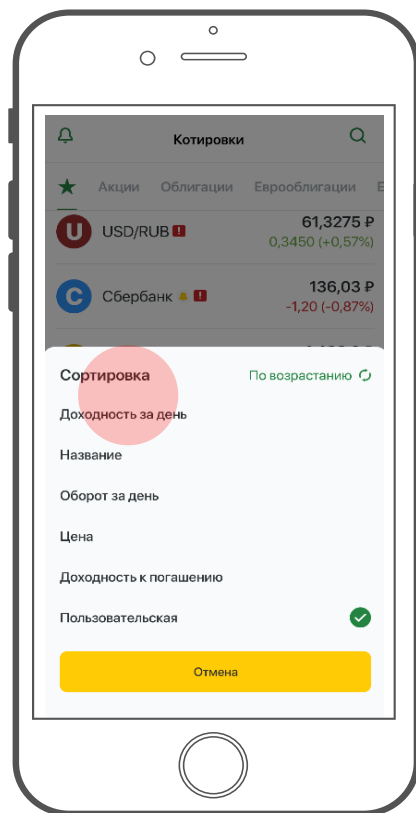 Котировки
Акции Облигации Еврооблигации
U USD/RUB ! 61,3275 ₽
0,3450 (+0,57%)
С Сбербанк ! 136,03 ₽
-1,20 (-0,87%)
Сортировка По возрастанию
Доходность за день
Название
Оборот за день
Цена
Доходность к погашению
Пользовательская
Отмена